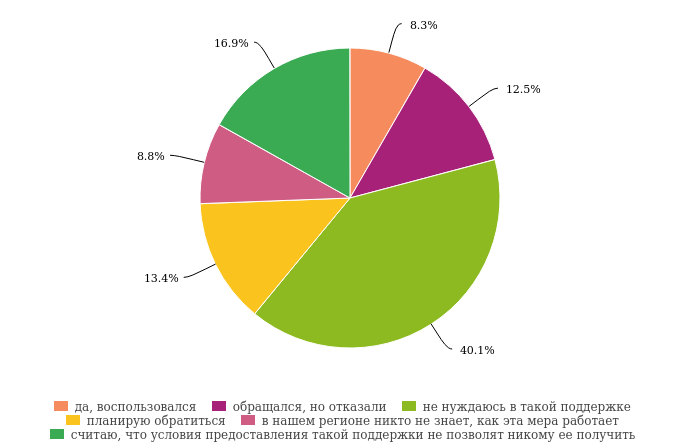 8.3%
16.9%
12.5%
8.8%
13.4%
40.1%
да, воспользовался обращался, но отказали не нуждаюсь в такой поддержке
планирую обратиться в нашем регионе никто не знает, как эта мера работает
считаю, что условия предоставления такой поддержки не позволят никому ее получить